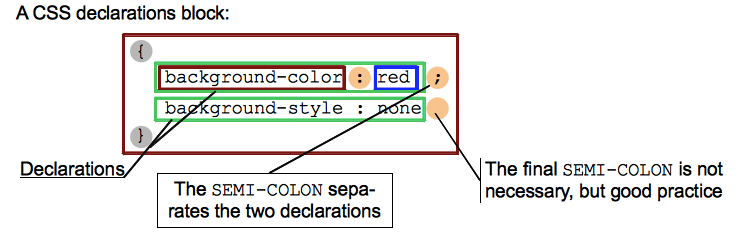 A CSS declarations block:
{
background-color : red ;
background-style : none
}
Declarations
The SEMI-COLON sepa-
rates the two declarations
The final SEMI-COLON is not
necessary, but good practice